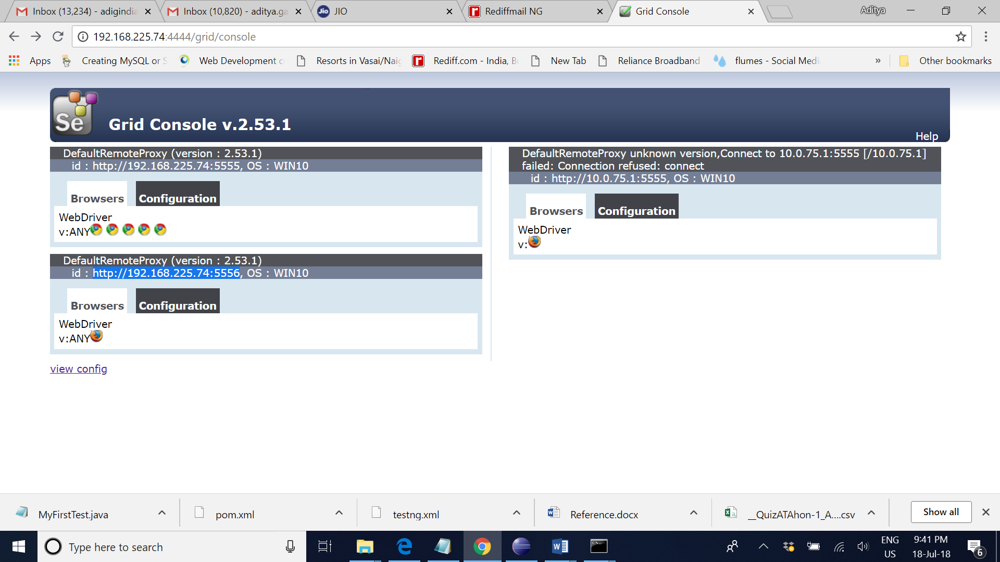 Inbox (13,234) - adigindia
Inbox (10,820) - aditya.ga
Jio JIO
Rediffmail NG
Grid Console
Aditya
192.168.225.74:4444/grid/console
Apps
Creating MySQL or S
Web Development c
Resorts in Vasai/Naig
Rediff.com - India, B
New Tab
Reliance Broadband
flumes - Social Medi
»
Other bookmarks
Se
Grid Console v.2.53.1
Help
DefaultRemoteProxy (version : 2.53.1)
id : http://192.168.225.74:5555, OS : WIN10
Browsers
Configuration
WebDriver
v:ANY
DefaultRemoteProxy (version : 2.53.1)
id : http://192.168.225.74:5556, OS : WIN10
Browsers
Configuration
WebDriver
v:ANY
view config
DefaultRemoteProxy unknown version,Connect to 10.0.75.1:5555 [/10.0.75.1]
failed: Connection refused: connect
id : http://10.0.75.1:5555, OS : WIN10
Browsers
Configuration
WebDriver
v:
MyFirstTest.java
pom.xml
testng.xml
Reference.docx
__QuizATAhon-1_A....csv
Show all
Type here to search
ENG
US
9:41 PM
18-Jul-18
6